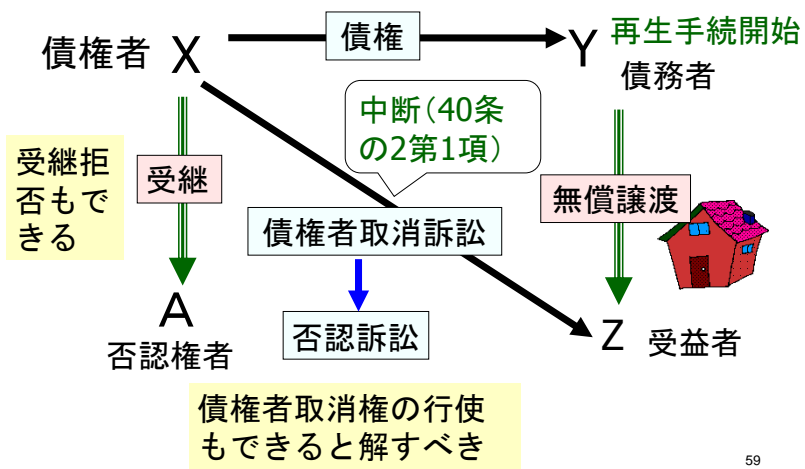 債権
債権者 X
Y 再生手続開始
債務者
中断(40条
の2第1項)
受継拒
否もで
きる
受継
無償譲渡
債権者取消訴訟
A
否認権者
否認訴訟
Z 受益者
債権者取消権の行使
もできると解すべき
59